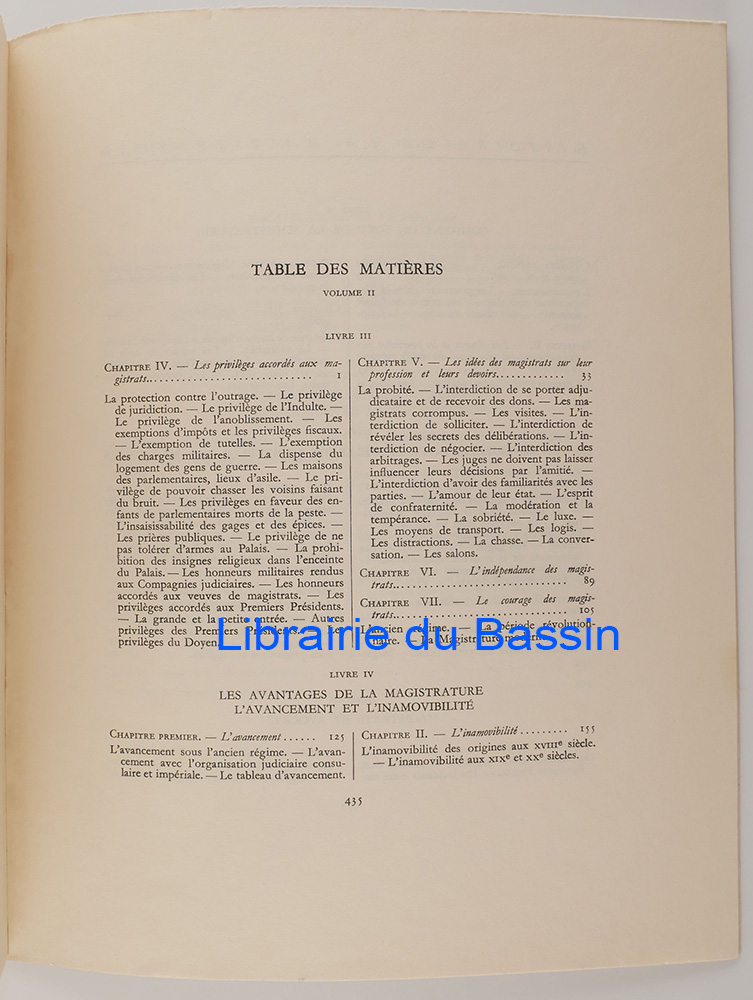 TABLE DES MATIÈRES
VOLUME II
LIVRE III
CHAPITRE IV. — Les privilèges accordés aux ma-
gistrats.............................. 1
La protection contre l'outrage. — Le privilège
de juridiction. — Le privilège de l'Indulte. —
Le privilège de l'anoblissement. — Les
exemptions d'impôts et les privilèges fiscaux.
— L'exemption de tutelles. — L'exemption
des charges militaires. — La dispense du
logement des gens de guerre. — Les maisons
des parlementaires, lieux d'asile. — Le pri-
vilège de pouvoir chasser les voisins faisant
du bruit. — Les privilèges en faveur des en-
fants de parlementaires morts de la peste. —
L'insaisissabilité des gages et des épices. —
Les prières publiques. — Le privilège de ne
pas tolérer d'armes au Palais. — La prohi-
bition des insignes religieux dans l'enceinte
du Palais. — Les honneurs militaires rendus
aux Compagnies judiciaires. — Les honneurs
accordés aux veuves de magistrats. — Les
privilèges accordés aux Premiers Présidents.
— La grande et la petite entrée. — Autres
privilèges des Premiers Présidents. — Les
privilèges du Doyen.
CHAPITRE V. — Les idées des magistrats sur leur
profession et leurs devoirs............. 33
La probité. — L'interdiction de se porter adju-
dicataire et de recevoir des dons. — Les ma-
gistrats corrompus. — Les visites. — L'in-
terdiction de solliciter. — L'interdiction de
révéler les secrets des délibérations. — L'in-
terdiction de négocier. — L'interdiction des
arbitrages. — Les juges ne doivent pas laisser
influencer leurs décisions par l'amitié. —
L'interdiction d'avoir des familiarités avec les
parties. — L'amour de leur état. — L'esprit
de confraternité. — La modération et la
tempérance. — La sobriété. — Le luxe. —
Les moyens de transport. — Les logis. —
Les distractions. — La chasse. — La conver-
sation. — Les salons.
CHAPITRE VI. — L'indépendance des magis-
trats................................ 89
CHAPITRE VII. — Le courage des magis-
trats................................ 105
L'ancien régime. — La période révolution-
naire. — La Magistrature moderne.
Librairie du Bassin
LIVRE IV
LES AVANTAGES DE LA MAGISTRATURE
L'AVANCEMENT ET L'INAMOVIBILITÉ
CHAPITRE PREMIER. — L'avancement...... 125
L'avancement sous l'ancien régime. — L'avan-
cement avec l'organisation judiciaire consu-
laire et impériale. — Le tableau d'avancement.
CHAPITRE II. — L'inamovibilité......... 155
L'inamovibilité des origines aux XVIIIe siècle.
— L'inamovibilité aux XIXe et XXe siècles.
435